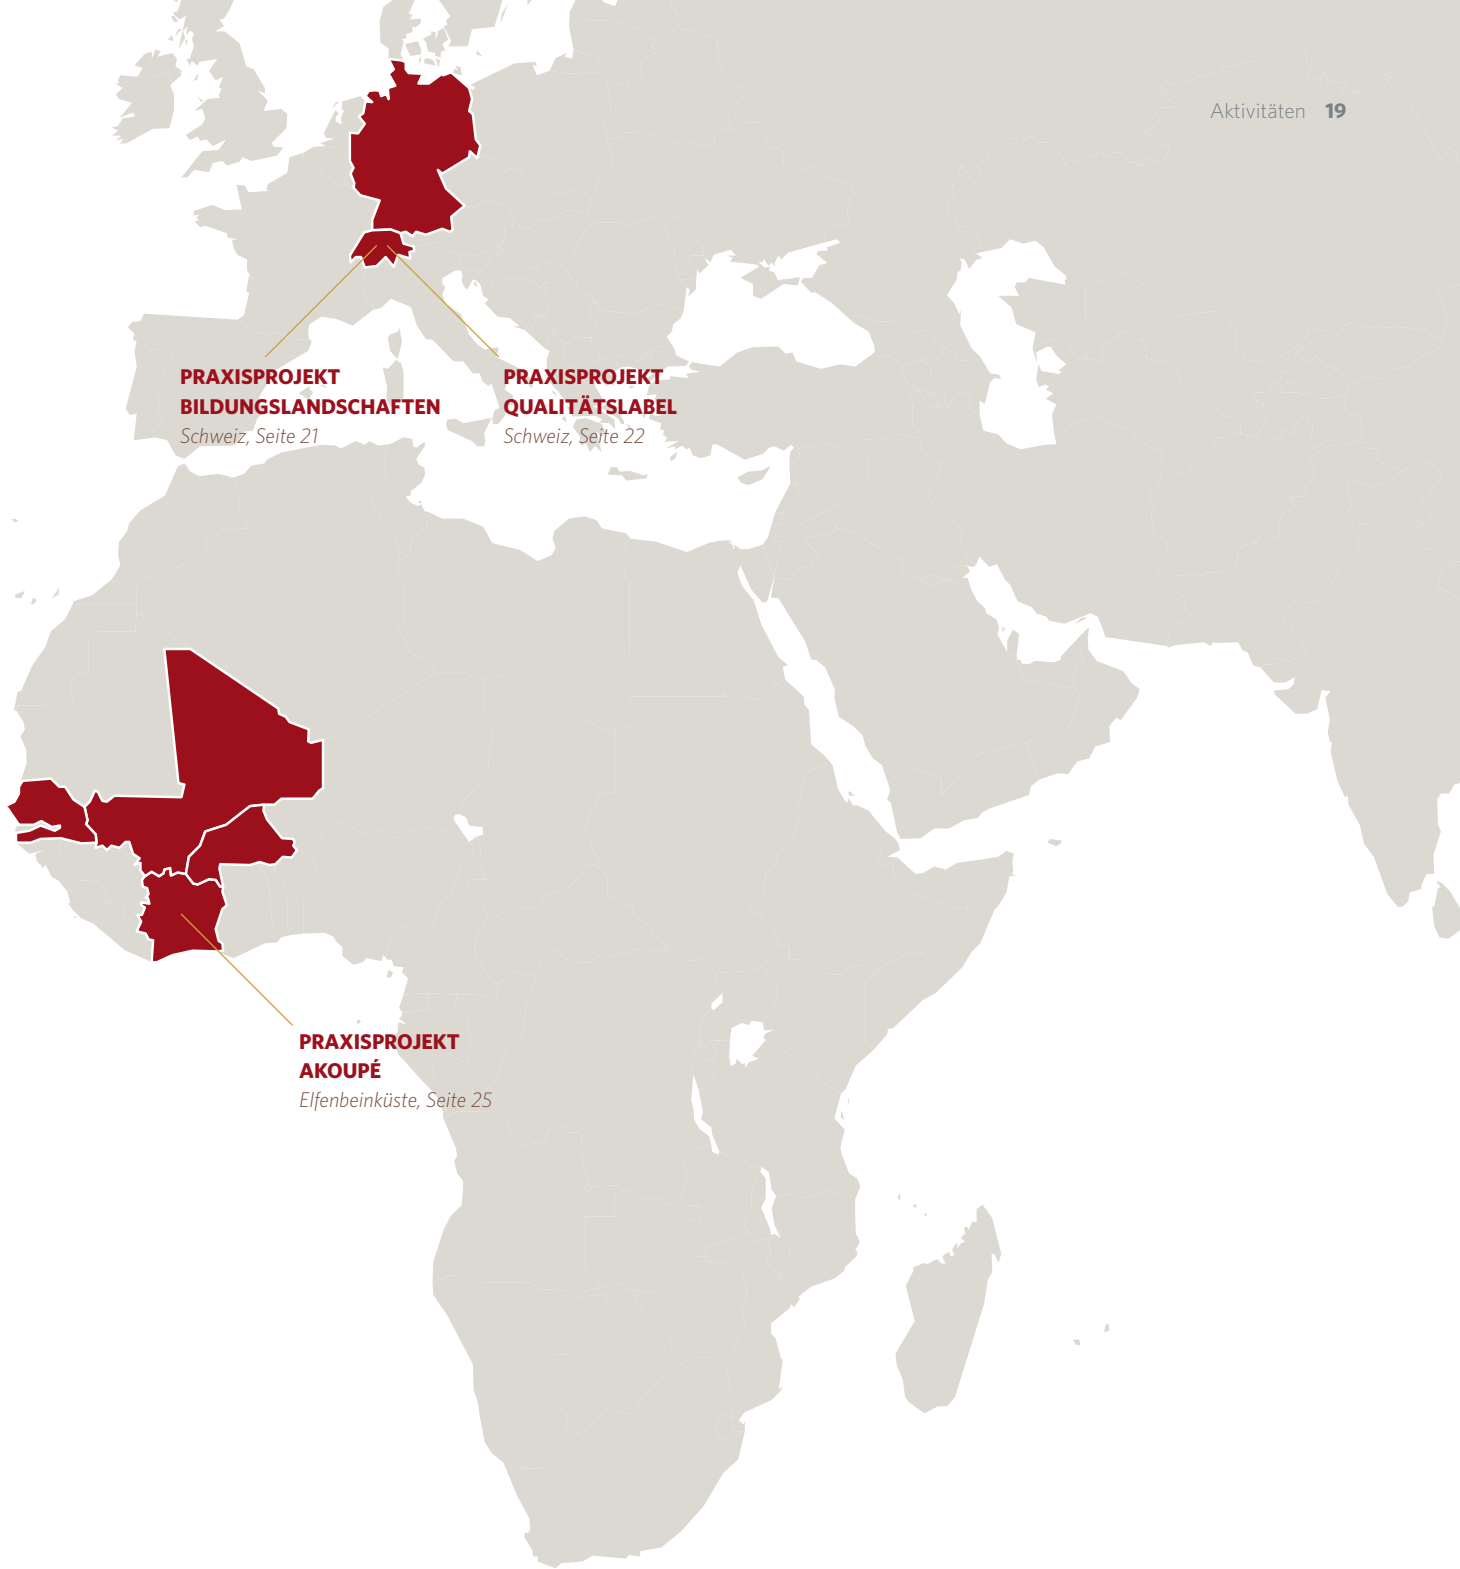 Aktivitäten 19
PRAXISPROJEKT
BILDUNGSLANDSCHAFTEN
Schweiz, Seite 21
PRAXISPROJEKT
QUALITÄTSLABEL
Schweiz, Seite 22
PRAXISPROJEKT
AKOUPÉ
Elfenbeinküste, Seite 25